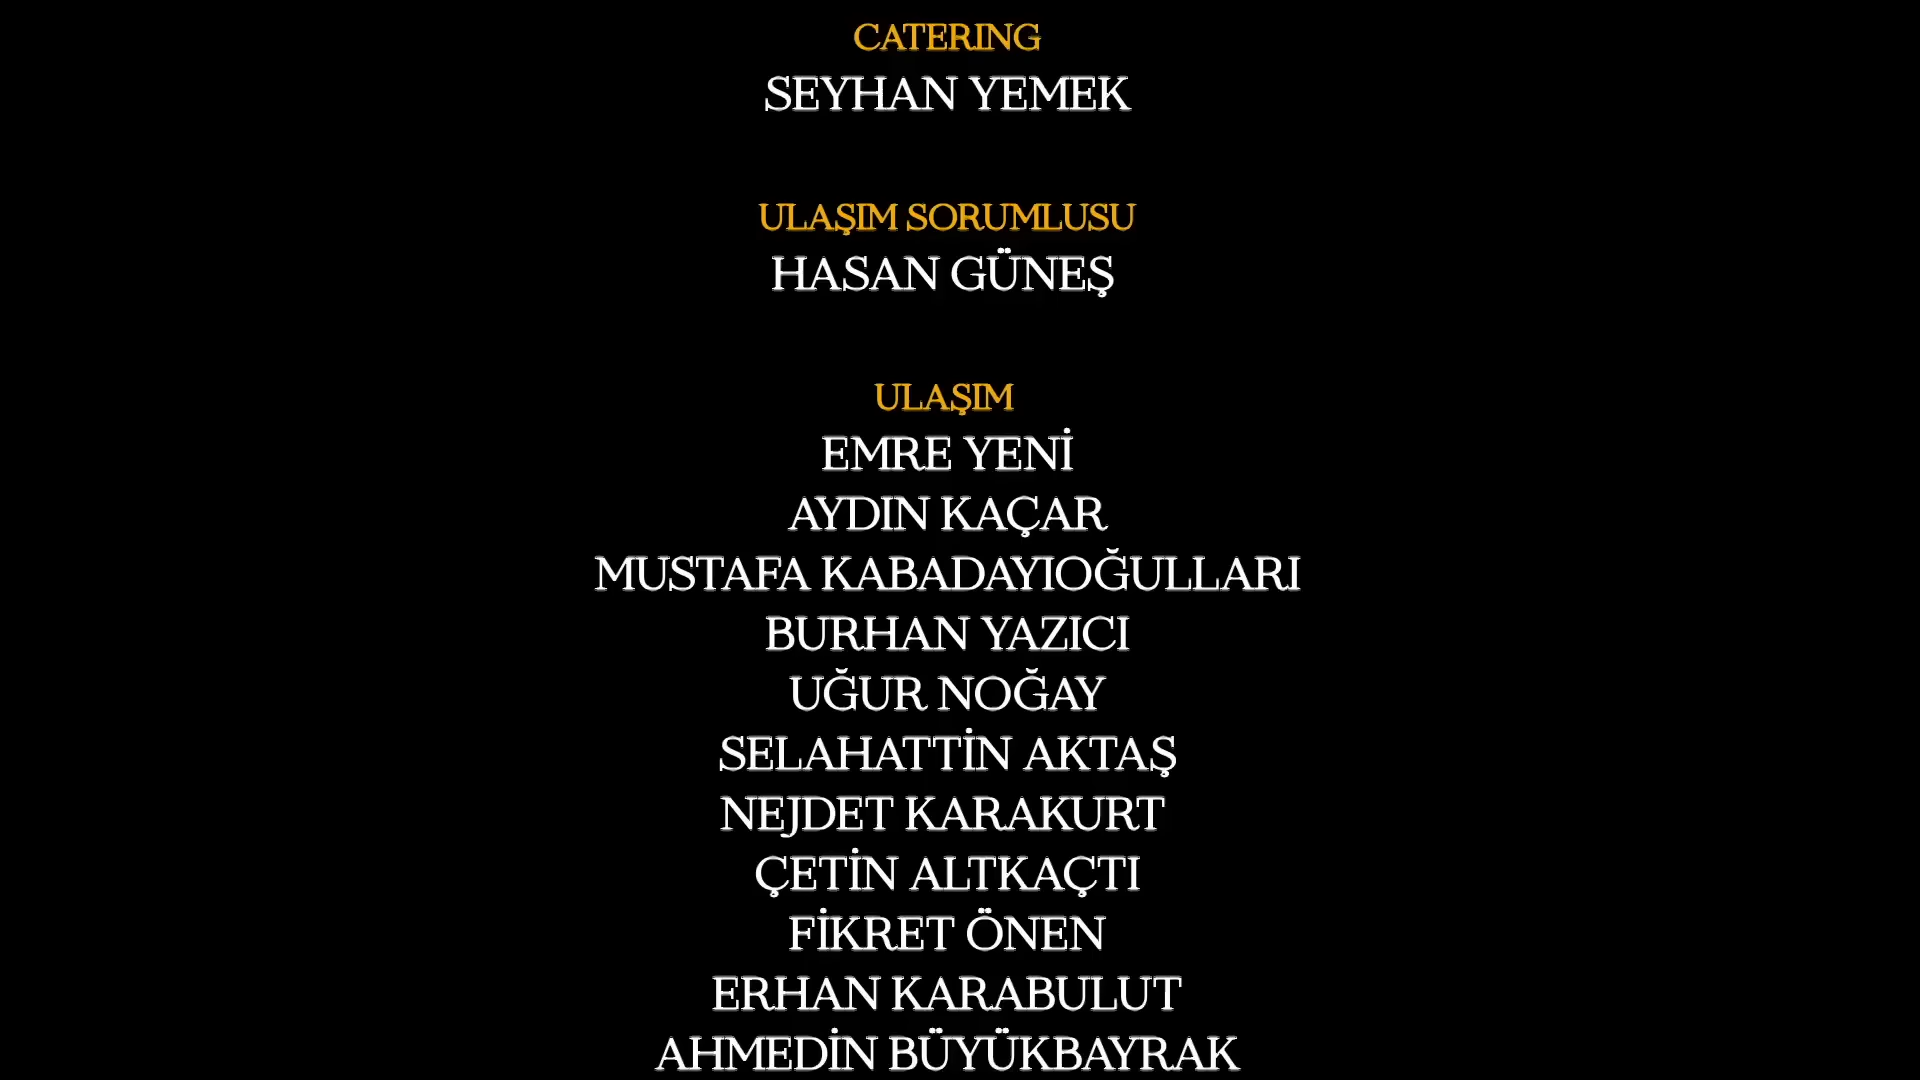 CATERING
SEYHAN YEMEK
ULAŞIM SORUMLUSU
HASAN GÜNEŞ
ULAŞIM
EMRE YENİ
AYDIN KAÇAR
MUSTAFA KABADAYIOĞULLARI
BURHAN YAZICI
UĞUR NOĞAY
SELAHATTİN AKTAŞ
NEJDET KARAKURT
ÇETİN ALTKAÇTI
FİKRET ÖNEN
ERHAN KARABULUT
AHMEDİN BÜYÜKBAYRAK